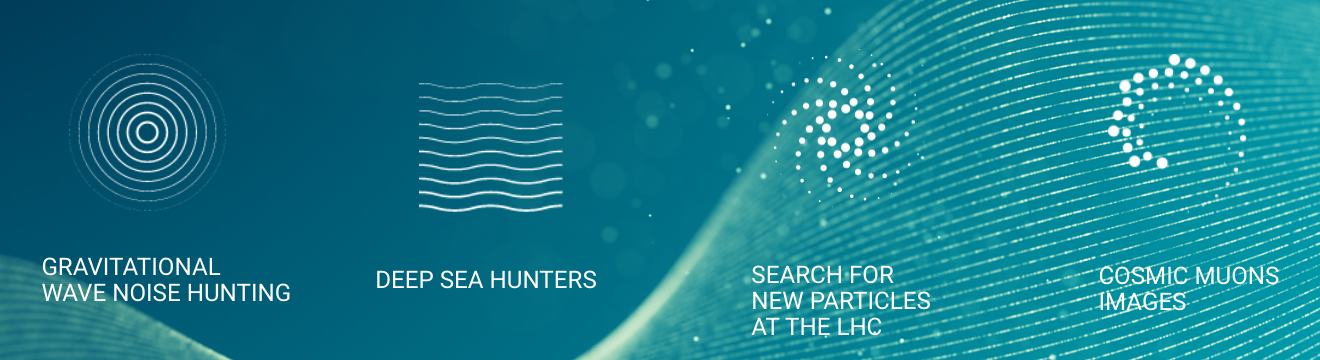 GRAVITATIONAL
WAVE NOISE HUNTING
DEEP SEA HUNTERS
SEARCH FOR
NEW PARTICLES
AT THE LHC
COSMIC MUONS
IMAGES